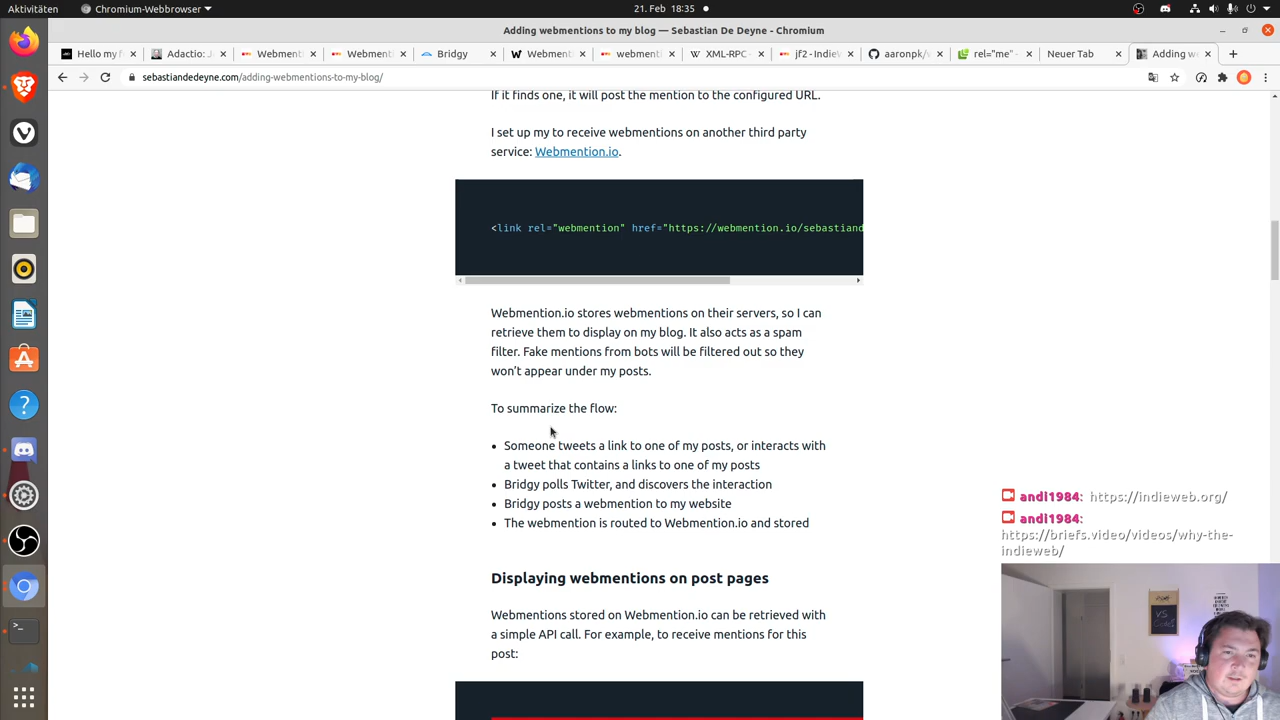 Aktivitäten
Chromium-Webbrowser
21. Feb 18:35
Adding webmentions to my blog — Sebastian De Deyne - Chromium
Hello my f
Adactio: J
Webment
Webment
Bridgy
Webment
webment
XML-RPC -
jf2 - IndieW
aaronpk/v
rel="me" -
Neuer Tab
Adding we
sebastiandedeyne.com/adding-webmentions-to-my-blog/
If it finds one, it will post the mention to the configured URL.
I set up my to receive webmentions on another third party
service: Webmention.io.
<link rel="webmention" href="https://webmention.io/sebastiand
Webmention.io stores webmentions on their servers, so I can
retrieve them to display on my blog. It also acts as a spam
filter. Fake mentions from bots will be filtered out so they
won’t appear under my posts.
To summarize the flow:
• Someone tweets a link to one of my posts, or interacts with
a tweet that contains a links to one of my posts
• Bridgy polls Twitter, and discovers the interaction
• Bridgy posts a webmention to my website
• The webmention is routed to Webmention.io and stored
Displaying webmentions on post pages
Webmentions stored on Webmention.io can be retrieved with
a simple API call. For example, to receive mentions for this
post:
andi1984: https://indieweb.org/
andi1984:
https://briefs.video/videos/why-the-
indieweb/